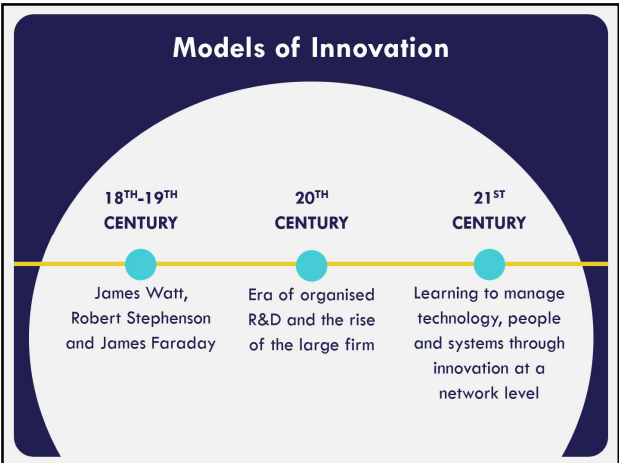 Models of Innovation
18TH-19TH
CENTURY
James Watt,
Robert Stephenson
and James Faraday
20TH
CENTURY
Era of organised
R&D and the rise
of the large firm
21ST
CENTURY
Learning to manage
technology, people
and systems through
innovation at a
network level